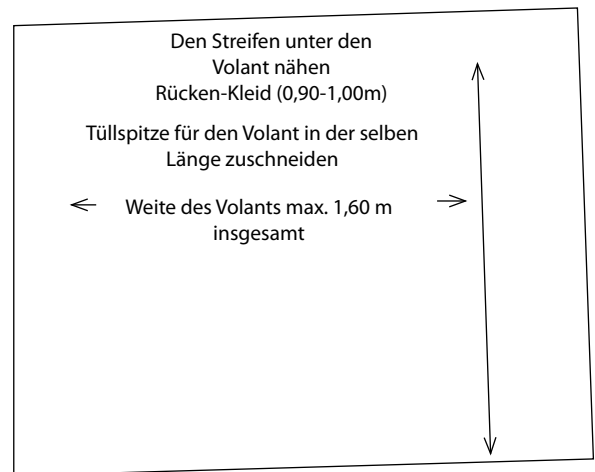 Den Streifen unter den
Volant nähen
Rücken-Kleid (0,90-1,00m)
Tüllspitze für den Volant in der selben
Länge zuschneiden
Weite des Volants max. 1,60 m
insgesamt